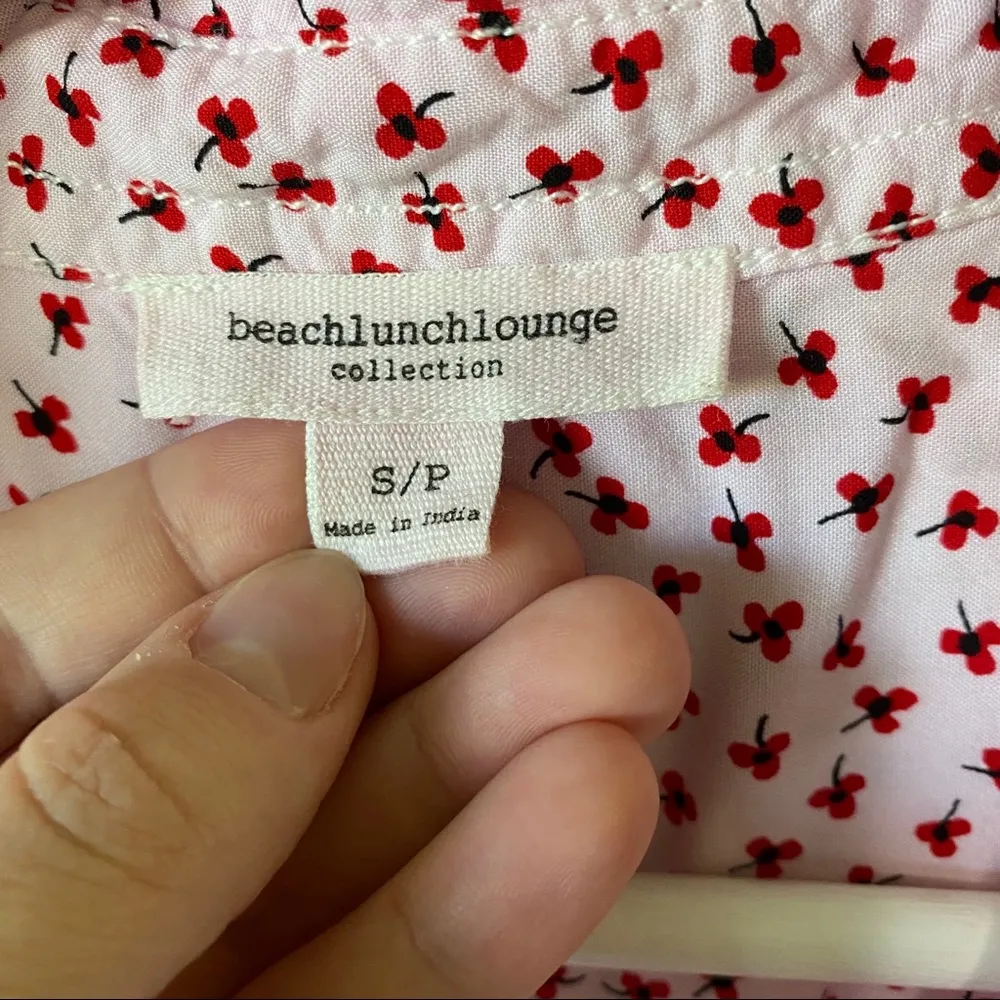 beachlunchlounge
collection
S/P
Made in India